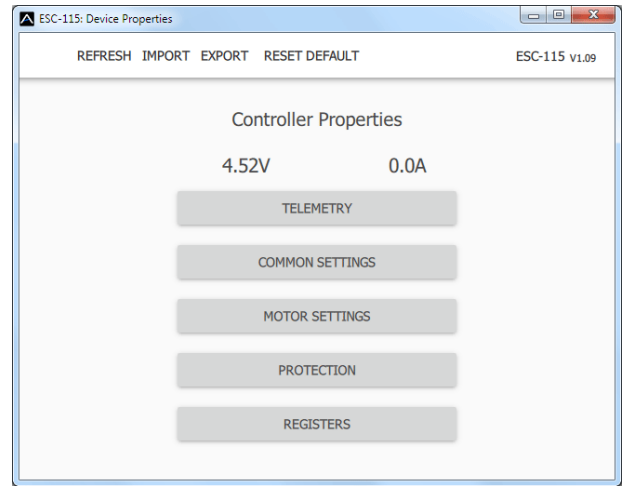 ESC-115: Device Properties
REFRESH IMPORT EXPORT RESET DEFAULT ESC-115 V1.09
Controller Properties
4.52V 0.0A
TELEMETRY
COMMON SETTINGS
MOTOR SETTINGS
PROTECTION
REGISTERS